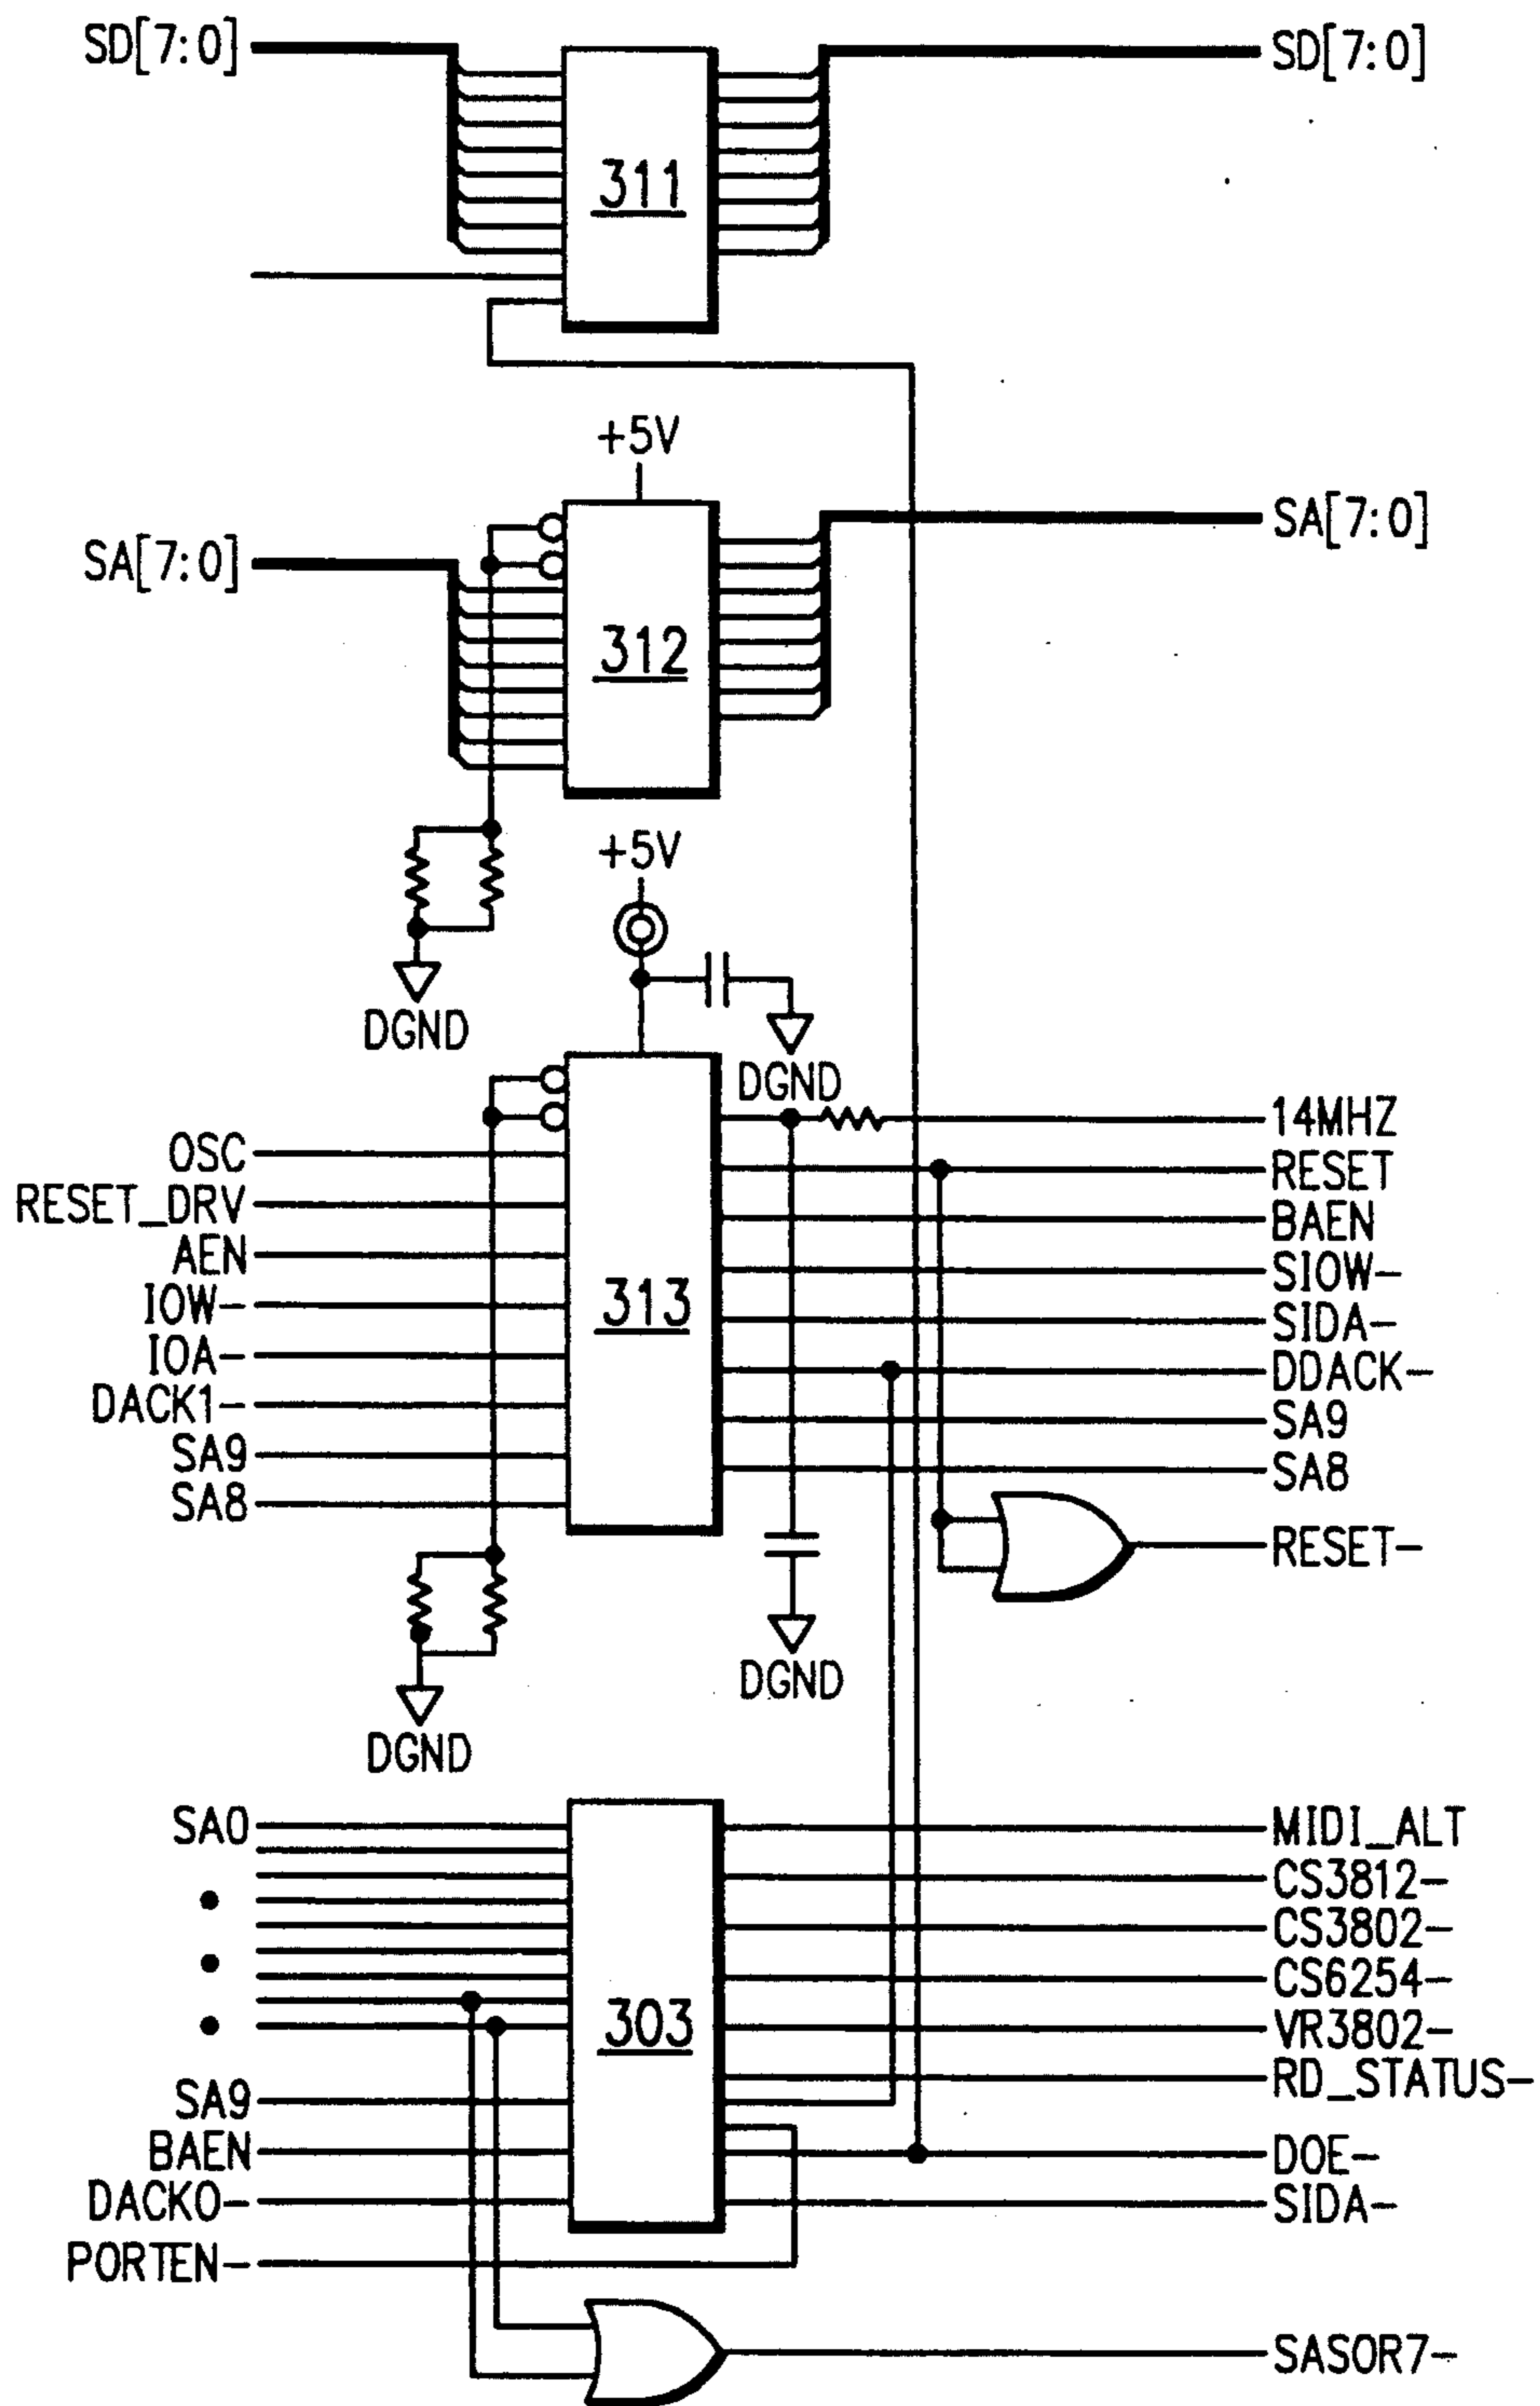 SD[7:0] SD[7:0]
311
+5V
SA[7:0] SA[7:0]
312
+5V
DGND
DGND
14MHZ
OSC
RESET
RESET_DRV
BAEN
AEN
SIOW-
IOW-
313
SIDA-
IOA-
DDACK-
DACK1-
SA9
SA9
SA8
SA8
RESET-
DGND
DGND
SA0 MIDI_ALT
CS3812-
CS3802-
CS6254-
303
VR3802-
RD_STATUS-
SA9
BAEN DOE-
DACKO- SIDA-
PORTEN-
SASOR7-